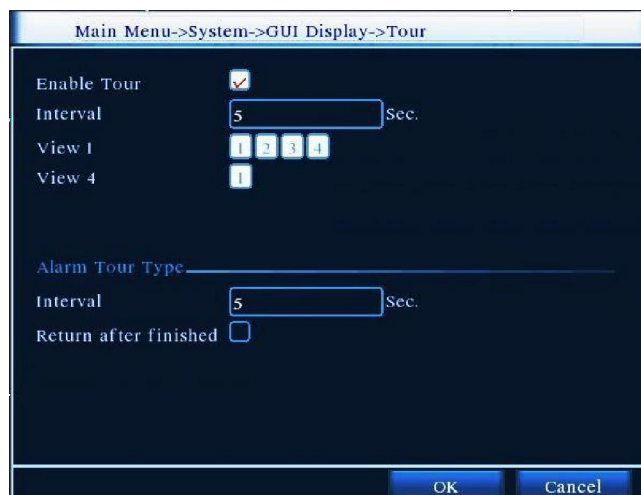 Main Menu->System->GUI Display->Tour
Enable Tour
Interval 5 Sec.
View 1 1 2 3 4
View 4 1
Alarm Tour Type
Interval 5 Sec.
Return after finished
OK Cancel